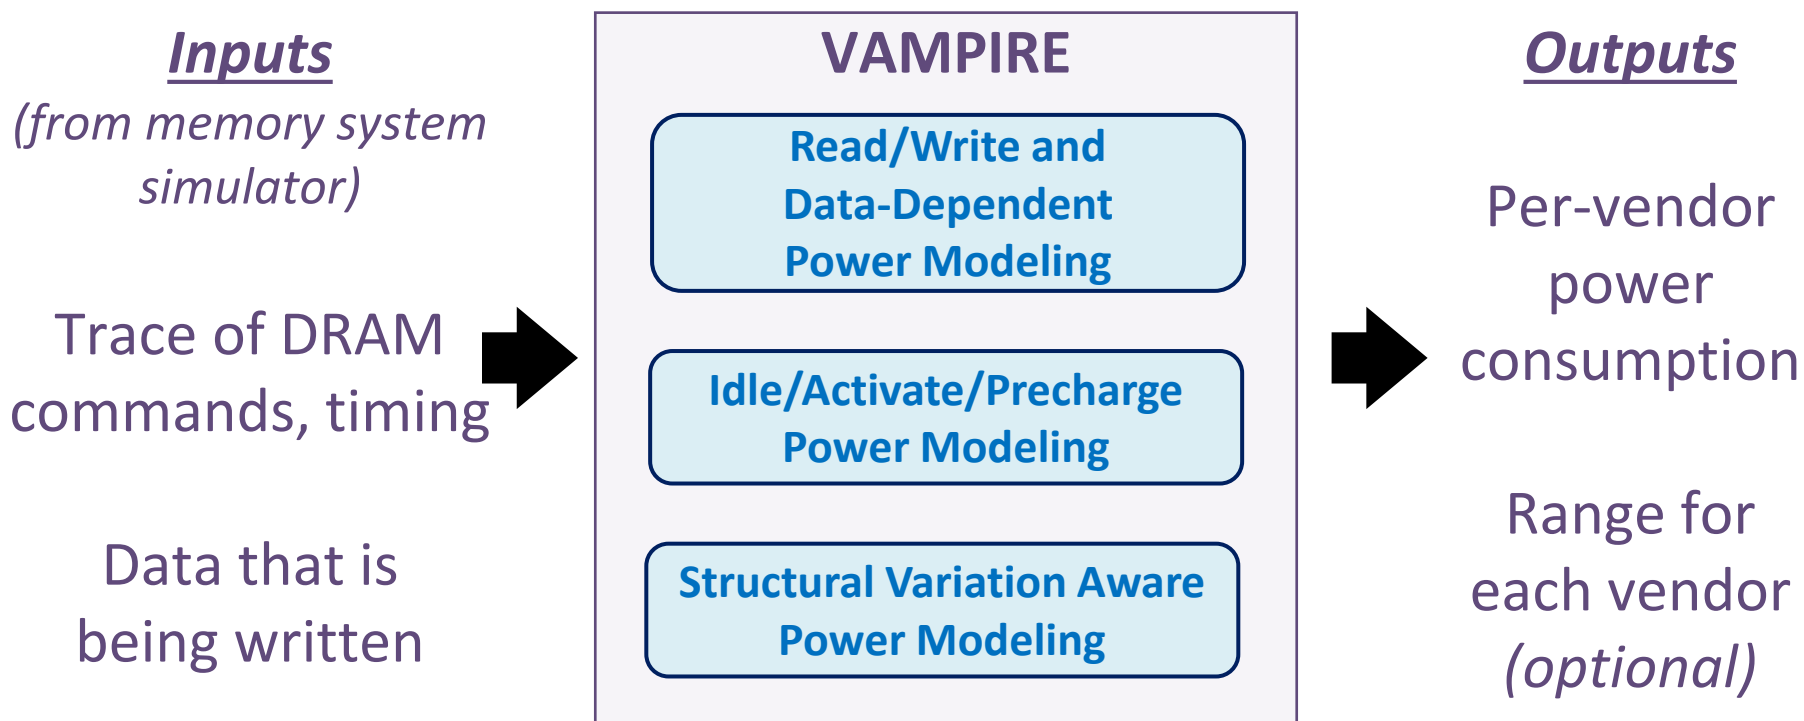 Inputs
(from memory system
simulator)
Trace of DRAM
commands, timing
Data that is
being written
VAMPIRE
Read/Write and
Data-Dependent
Power Modeling
Idle/Activate/Precharge
Power Modeling
Structural Variation Aware
Power Modeling
Outputs
Per-vendor
power
consumption
Range for
each vendor
(optional)